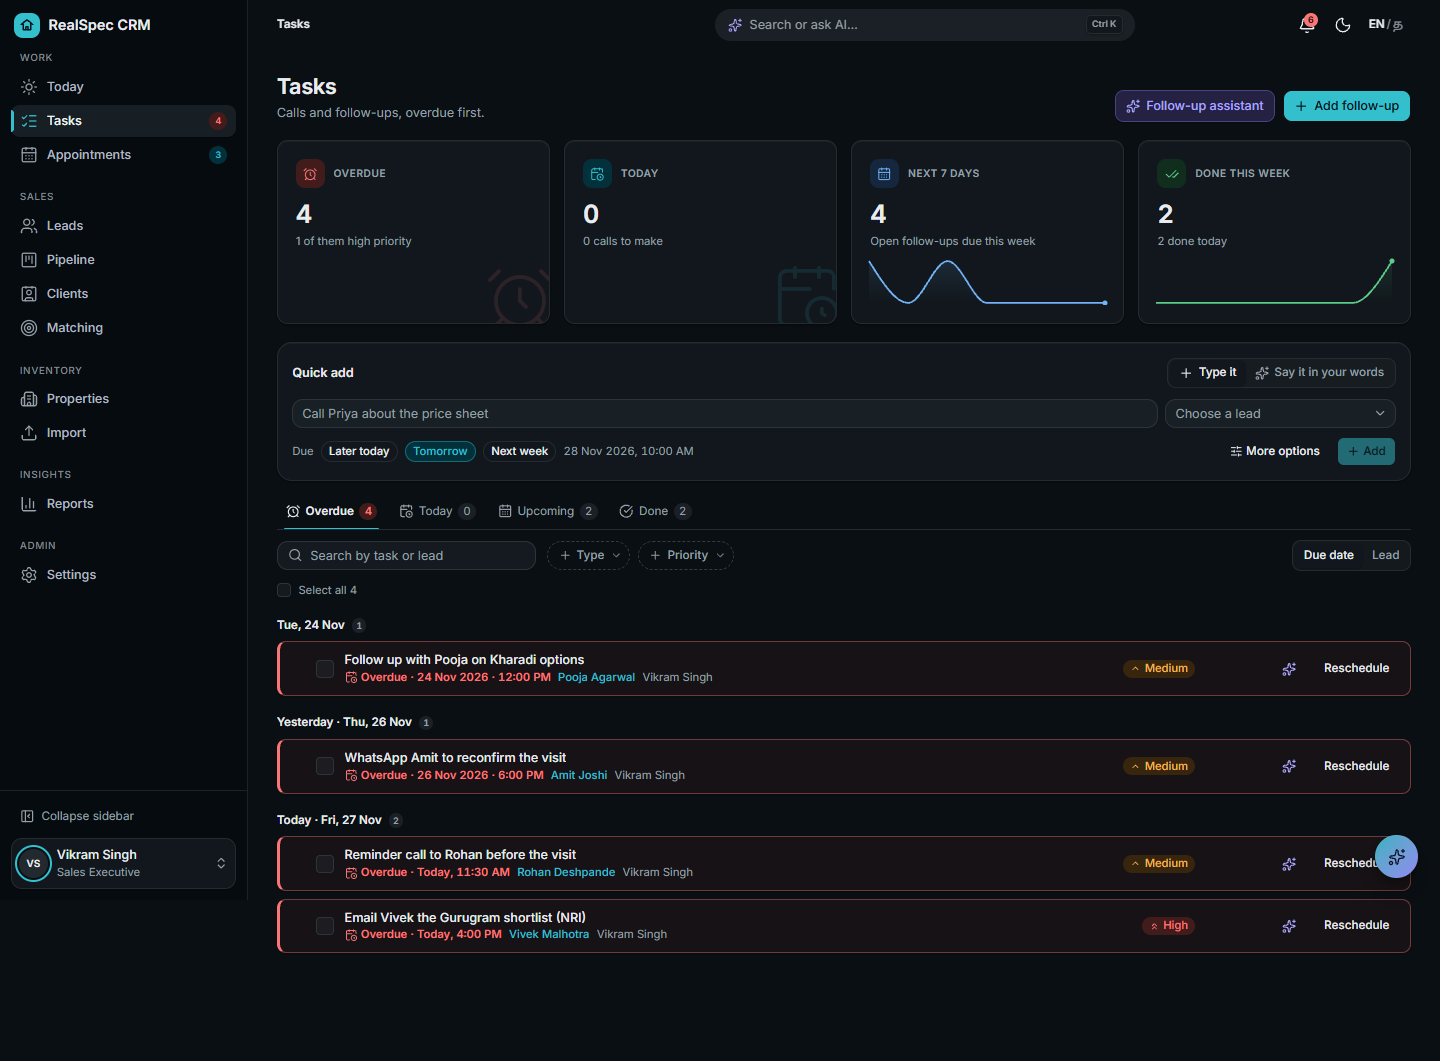 RealSpec CRM
WORK
Today
Tasks 4
Appointments 3
SALES
Leads
Pipeline
Clients
Matching
INVENTORY
Properties
Import
INSIGHTS
Reports
ADMIN
Settings
Collapse sidebar
VS
Vikram Singh
Sales Executive
Tasks
Search or ask AI... Ctrl K
6
EN / த
Tasks
Calls and follow-ups, overdue first.
Follow-up assistant
Add follow-up
OVERDUE
4
1 of them high priority
TODAY
0
0 calls to make
NEXT 7 DAYS
4
Open follow-ups due this week
DONE THIS WEEK
2
2 done today
Quick add
Type it
Say it in your words
Call Priya about the price sheet
Choose a lead
Due Later today Tomorrow Next week 28 Nov 2026, 10:00 AM
More options
Add
Overdue 4
Today 0
Upcoming 2
Done 2
Search by task or lead
Type
Priority
Due date
Lead
Select all 4
Tue, 24 Nov 1
Follow up with Pooja on Kharadi options
Overdue · 24 Nov 2026 · 12:00 PM Pooja Agarwal Vikram Singh
Medium
Reschedule
Yesterday · Thu, 26 Nov 1
WhatsApp Amit to reconfirm the visit
Overdue · 26 Nov 2026 · 6:00 PM Amit Joshi Vikram Singh
Medium
Reschedule
Today · Fri, 27 Nov 2
Reminder call to Rohan before the visit
Overdue · Today, 11:30 AM Rohan Deshpande Vikram Singh
Medium
Resched
Email Vivek the Gurugram shortlist (NRI)
Overdue · Today, 4:00 PM Vivek Malhotra Vikram Singh
High
Reschedule